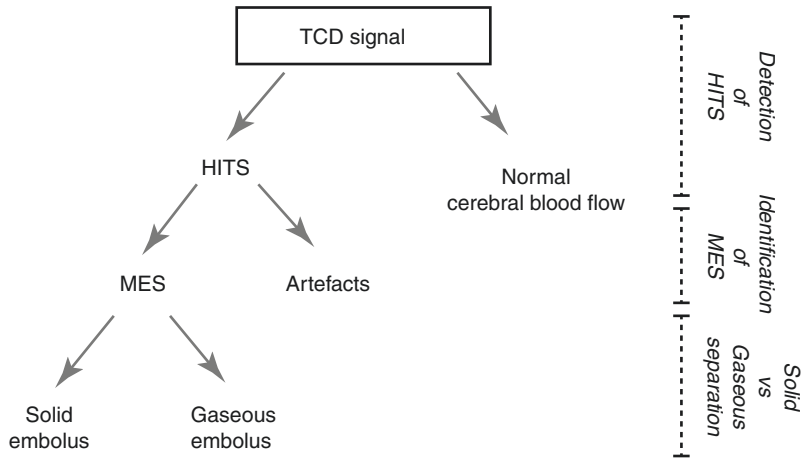 TCD signal
HITS
Normal
cerebral blood flow
MES
Artefacts
Solid
embolus
Gaseous
embolus
Detection
of
HITS
Identification
of
MES
Solid
vs
Gaseous
separation